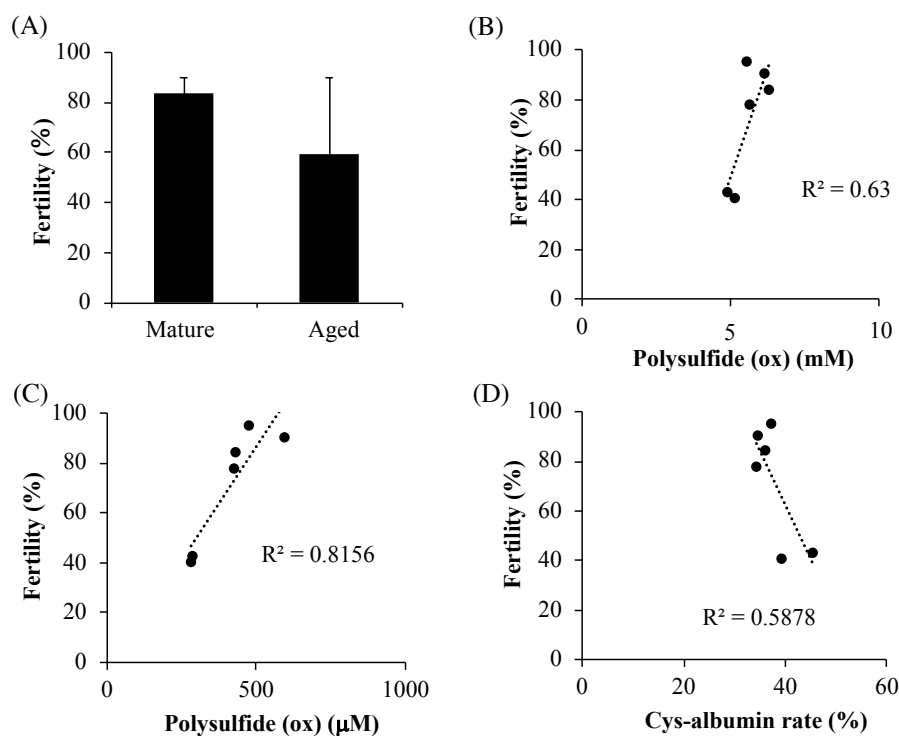 (A)
100
80
60
40
20
0
Fertility (%)
Mature Aged
(B)
100
80
60
40
20
0
Fertility (%)
R² = 0.63
0 5 10
Polysulfide (ox) (mM)
(C)
100
80
60
40
20
0
Fertility (%)
R² = 0.8156
0 500 1000
Polysulfide (ox) (μM)
(D)
100
80
60
40
20
0
Fertility (%)
R² = 0.5878
0 20 40 60
Cys-albumin rate (%)